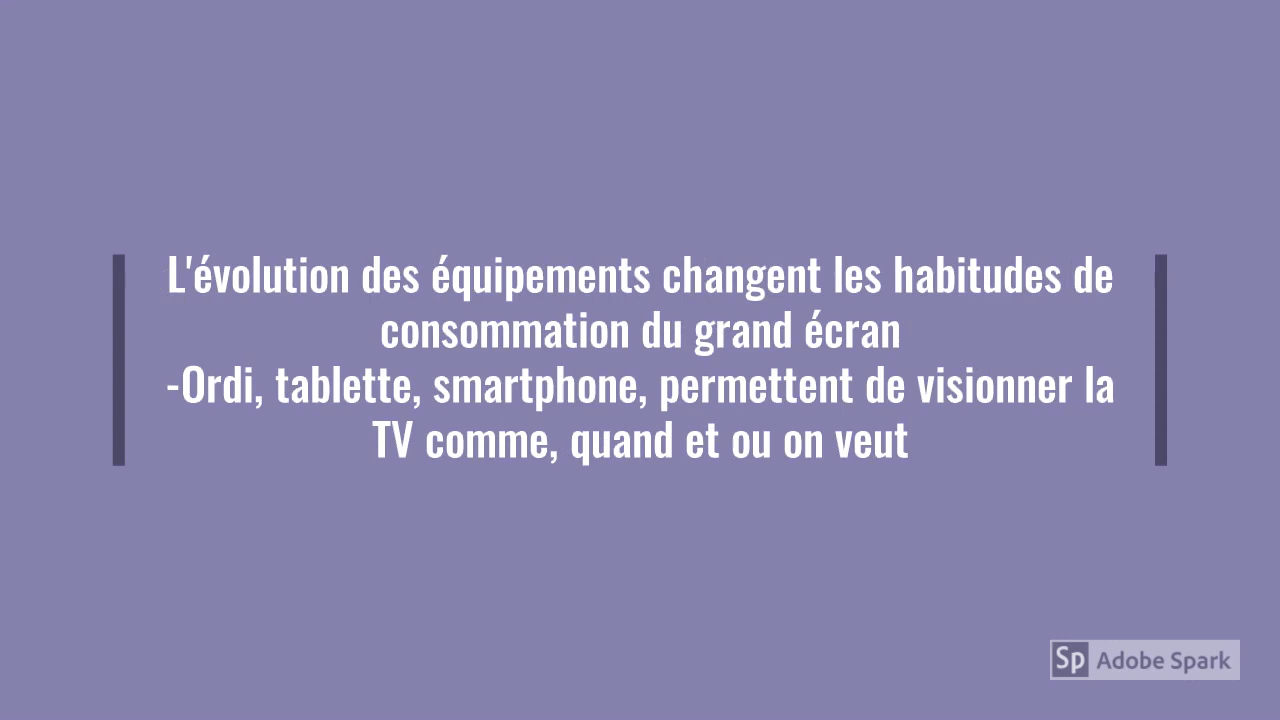 L'évolution des équipements changent les habitudes de
consommation du grand écran
-Ordi, tablette, smartphone, permettent de visionner la
TV comme, quand et ou on veut
Sp Adobe Spark